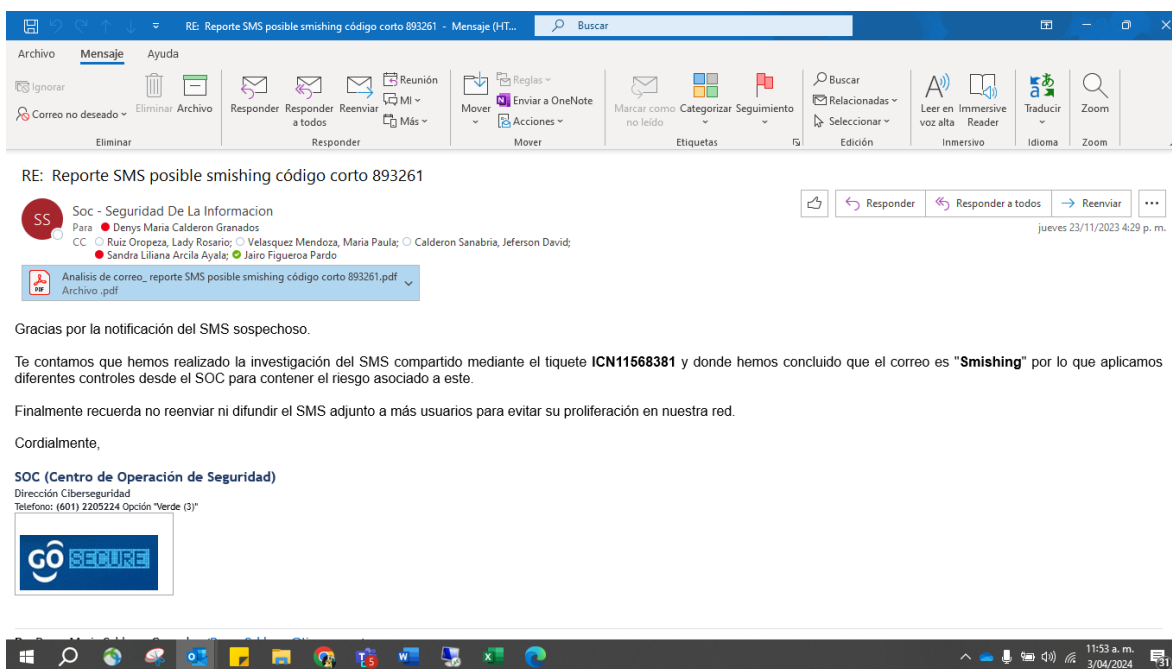 RE: Reporte SMS posible smishing código corto 893261 - Mensaje (HT...
Buscar
Archivo Mensaje Ayuda
Ignorar
Correo no deseado
Eliminar Archivo
Eliminar
Responder Responder a todos Reenviar
Reunión
MI
Más
Responder
Mover
Reglas
Enviar a OneNote
Acciones
Mover
Marcar como no leído Categorizar Seguimiento
Etiquetas
Buscar
Relacionadas
Seleccionar
Edición
Leer en voz alta Immersive Reader
Inmersivo
Traducir
Idioma
Zoom
Zoom
RE: Reporte SMS posible smishing código corto 893261
SS
Soc - Seguridad De La Informacion
Para Denys Maria Calderon Granados
CC Ruiz Oropeza, Lady Rosario; Velasquez Mendoza, Maria Paula; Calderon Sanabria, Jeferson David;
Sandra Liliana Arcila Ayala; Jairo Figueroa Pardo
Responder Responder a todos Reenviar ...
jueves 23/11/2023 4:29 p. m.
PDF
Analisis de correo_ reporte SMS posible smishing código corto 893261.pdf
Archivo .pdf
Gracias por la notificación del SMS sospechoso.
Te contamos que hemos realizado la investigación del SMS compartido mediante el tiquete ICN11568381 y donde hemos concluido que el correo es "Smishing" por lo que aplicamos
diferentes controles desde el SOC para contener el riesgo asociado a este.
Finalmente recuerda no reenviar ni difundir el SMS adjunto a más usuarios para evitar su proliferación en nuestra red.
Cordialmente,
SOC (Centro de Operación de Seguridad)
Dirección Ciberseguridad
Telefono: (601) 2205224 Opción "Verde (3)"
GO SECURE
11:53 a. m.
3/04/2024